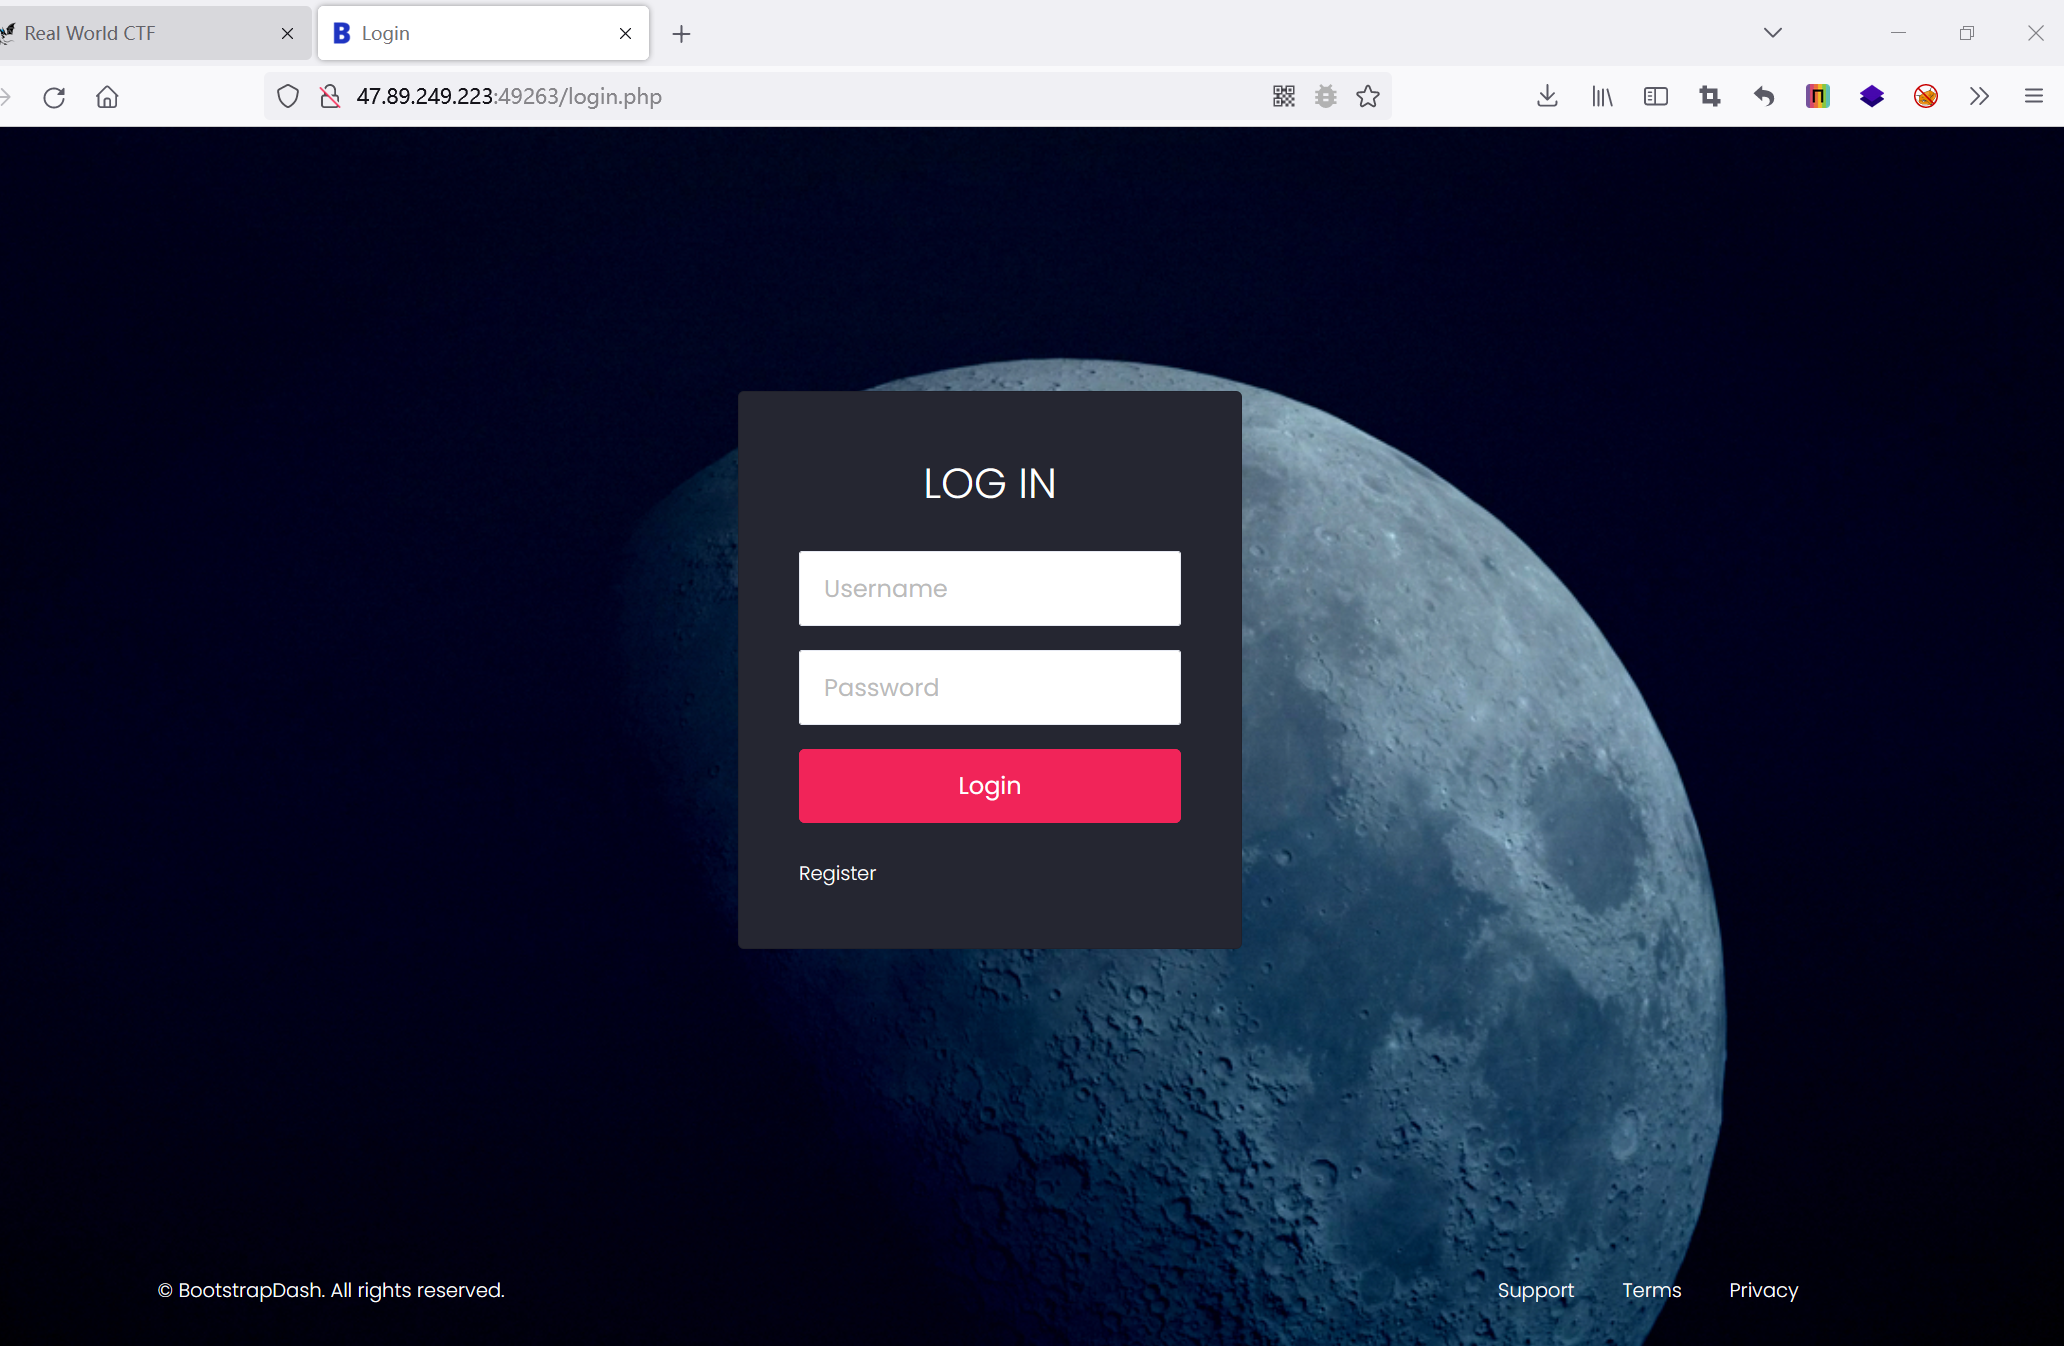 Real World CTF
B Login
47.89.249.223:49263/login.php
LOG IN
Username
Password
Login
Register
© BootstrapDash. All rights reserved.
Support Terms Privacy